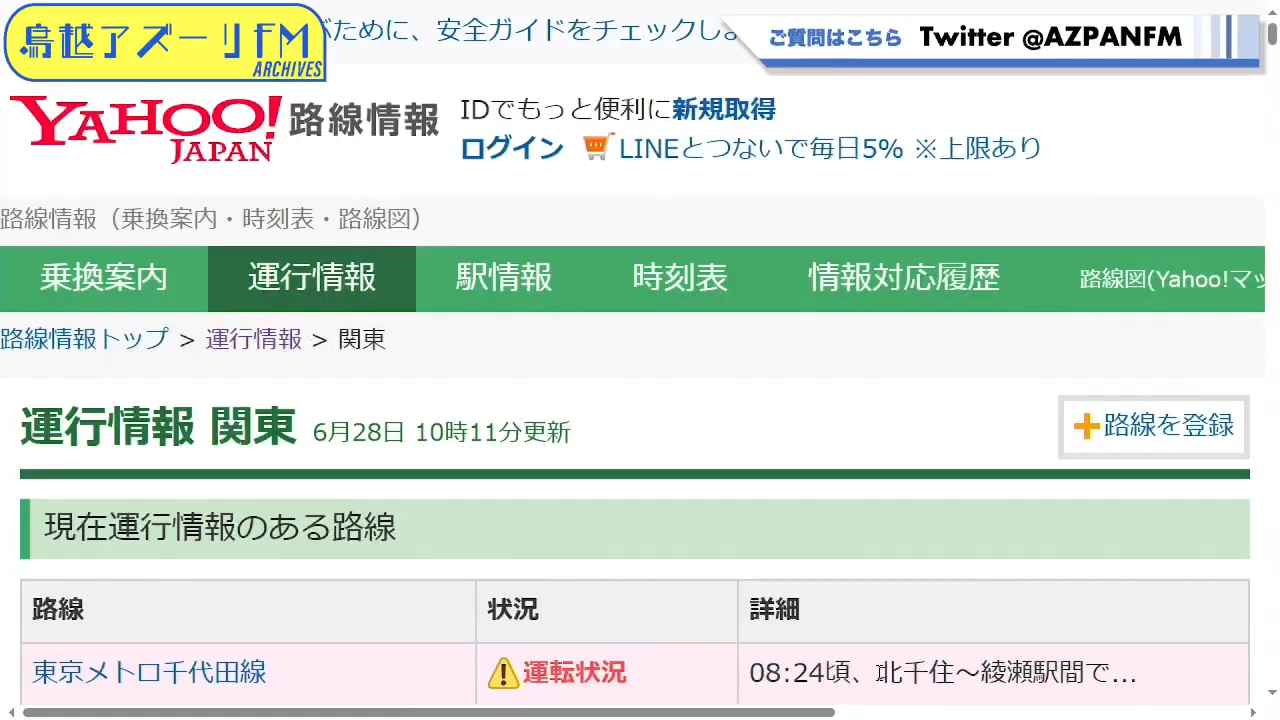 鳥越アズーリFM
ARCHIVES
ために、安全ガイドをチェックしよ
ご質問はこちら Twitter @AZPANFM
YAHOO!
JAPAN
路線情報
IDでもっと便利に新規取得
ログイン LINEとつないで毎日5% ※上限あり
路線情報（乗換案内・時刻表・路線図）
乗換案内 運行情報 駅情報 時刻表 情報対応履歴 路線図(Yahoo!マッ
路線情報トップ > 運行情報 > 関東
運行情報 関東 6月28日 10時11分更新
路線を登録
現在運行情報のある路線
路線 状況 詳細
東京メトロ千代田線 運転状況 08:24頃、北千住～綾瀬駅間で...